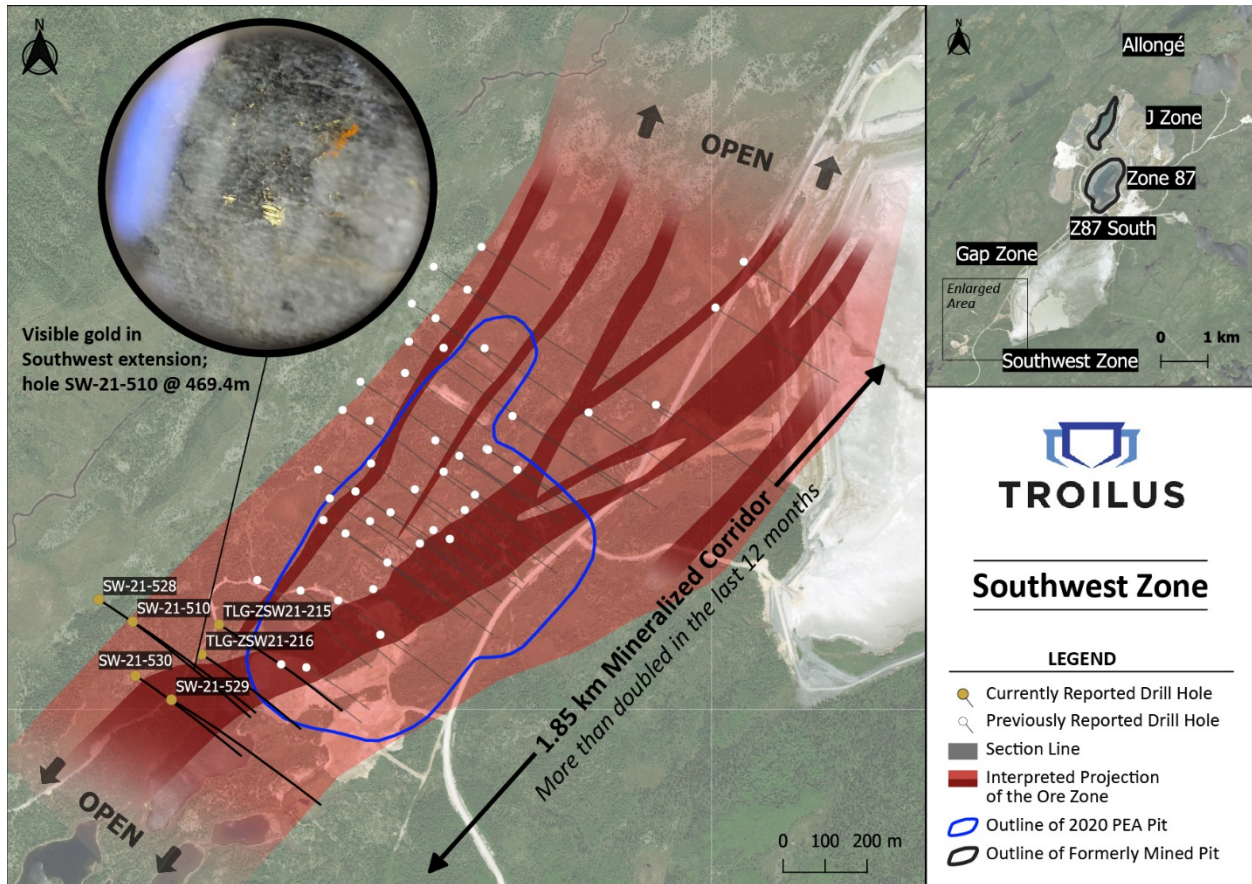 N
Visible gold in
Southwest extension;
hole SW-21-510 @ 469.4m
OPEN
SW-21-528
SW-21-510
TLG-ZSW21-215
TLG-ZSW21-216
SW-21-530
SW-21-529
OPEN
1.85 km Mineralized Corridor
More than doubled in the last 12 months
0 100 200 m
N
Allongé
J Zone
Zone 87
Z87 South
Gap Zone
Enlarged
Area
0 1 km
Southwest Zone
TROILUS
Southwest Zone
LEGEND
Currently Reported Drill Hole
Previously Reported Drill Hole
Section Line
Interpreted Projection
of the Ore Zone
Outline of 2020 PEA Pit
Outline of Formerly Mined Pit